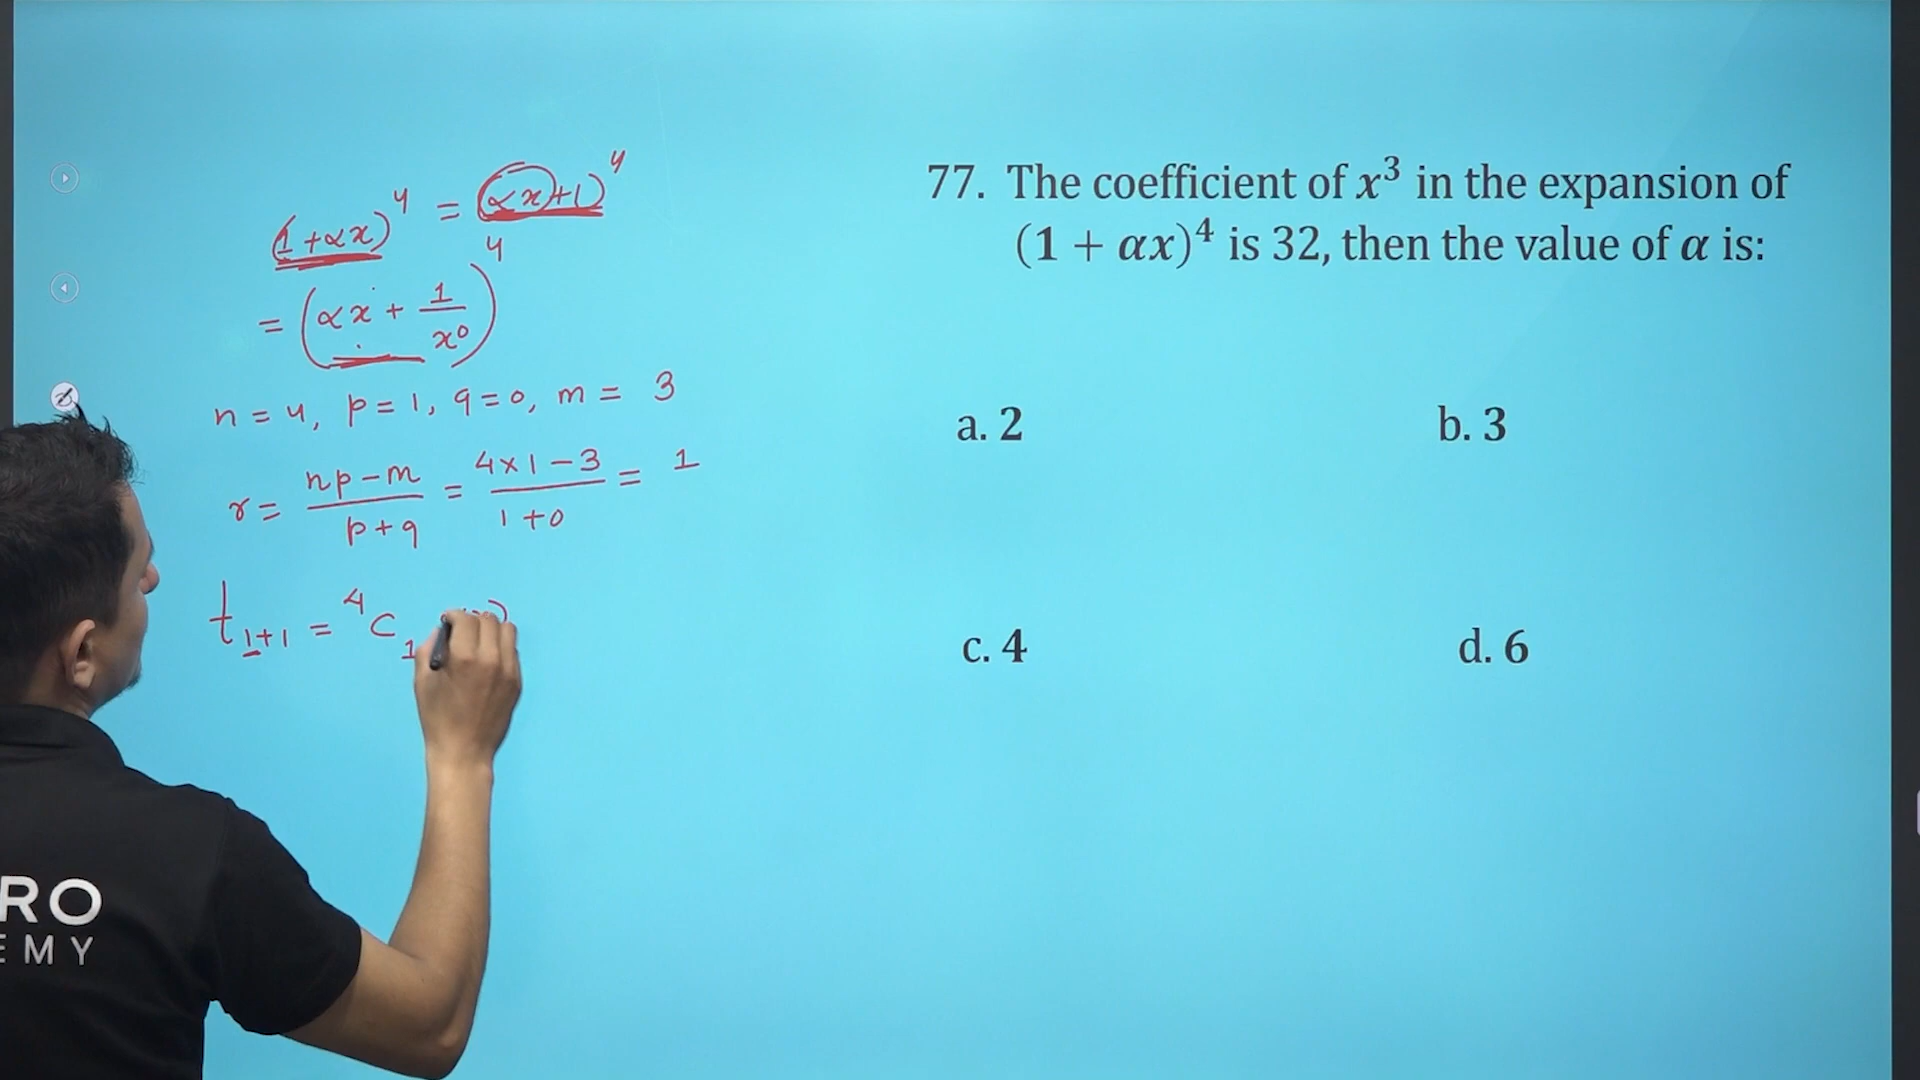 (1+αx)⁴ = (αx+1)⁴
= (αx + 1/x⁰)⁴
n = 4, p = 1, q = 0, m = 3
r = (np-m)/(p+q) = (4×1-3)/(1+0) = 1
t₁₊₁ = ⁴C₁
77. The coefficient of x³ in the expansion of
(1 + αx)⁴ is 32, then the value of α is:
a. 2
b. 3
c. 4
d. 6
RO
EMY